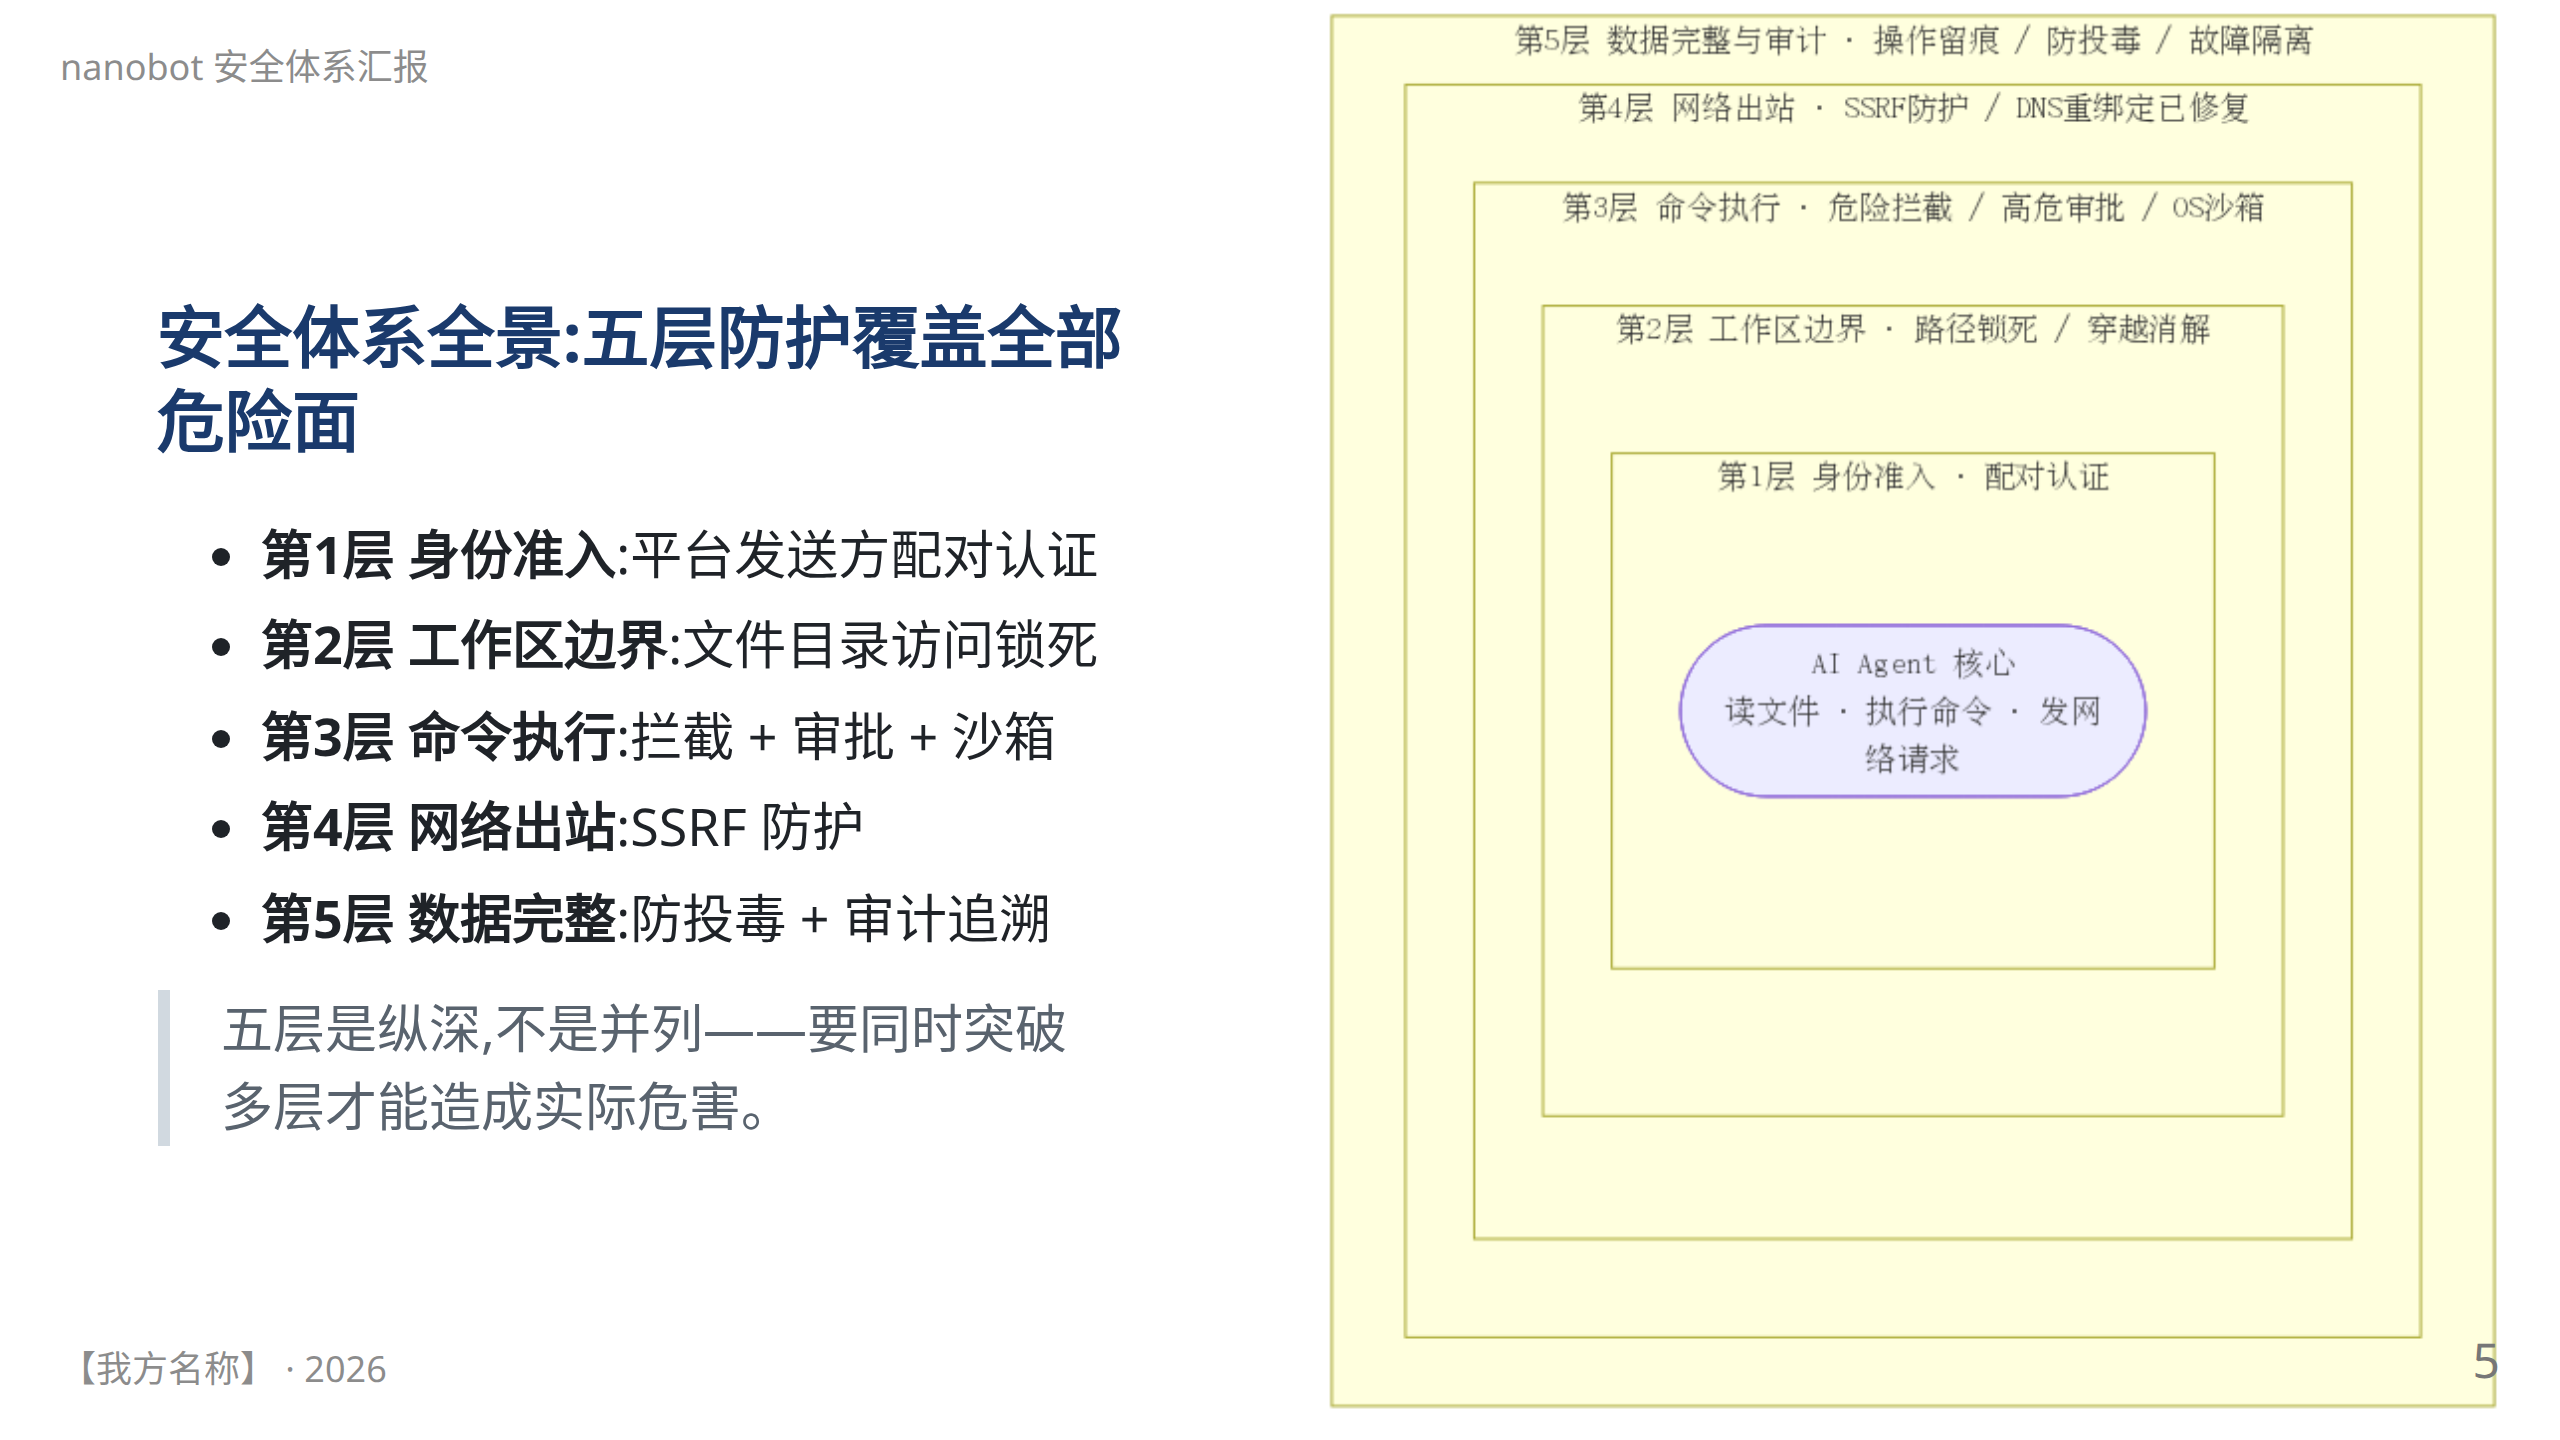 nanobot 安全体系汇报
安全体系全景:五层防护覆盖全部
危险面
第1层 身份准入:平台发送方配对认证
第2层 工作区边界:文件目录访问锁死
第3层 命令执行:拦截 + 审批 + 沙箱
第4层 网络出站:SSRF 防护
第5层 数据完整:防投毒 + 审计追溯
五层是纵深,不是并列——要同时突破
多层才能造成实际危害。
第5层 数据完整与审计 · 操作留痕 / 防投毒 / 故障隔离
第4层 网络出站 · SSRF防护 / DNS重绑定已修复
第3层 命令执行 · 危险拦截 / 高危审批 / OS沙箱
第2层 工作区边界 · 路径锁死 / 穿越消解
第1层 身份准入 · 配对认证
AI Agent 核心
读文件 · 执行命令 · 发网
络请求
【我方名称】 · 2026
5